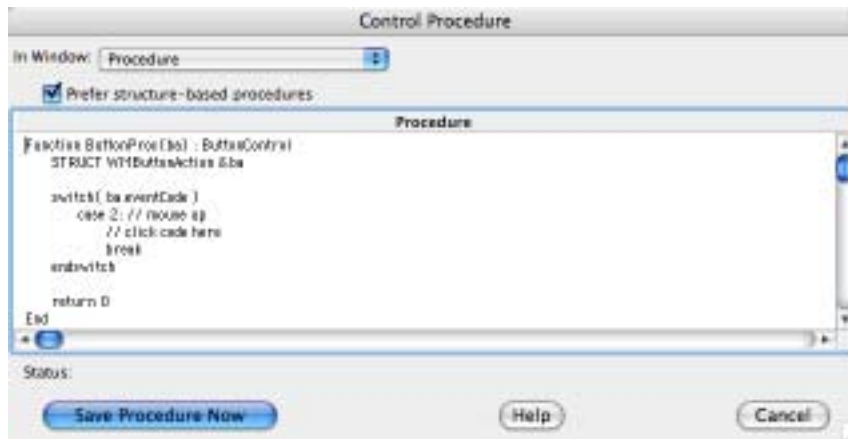 Control Procedure
In Window: Procedure
Prefer structure-based procedures
Procedure
Function ButtonProc(ba) : ButtonControl
STRUCT WMButtonAction &ba
switch( ba.eventCode )
case 2: // mouse up
// click code here
break
endswitch
return 0
End
Status:
Save Procedure Now
Help
Cancel